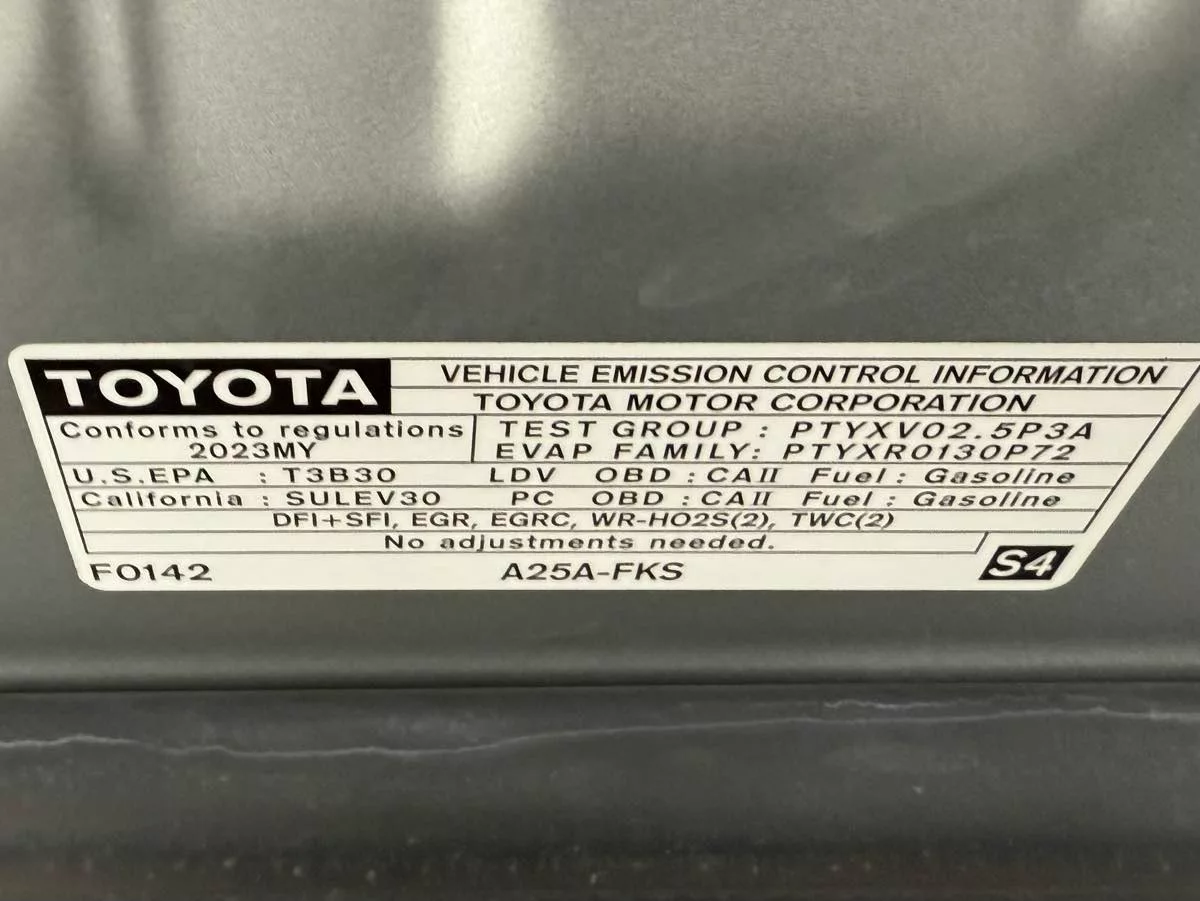 TOYOTA
VEHICLE EMISSION CONTROL INFORMATION
TOYOTA MOTOR CORPORATION
Conforms to regulations
2023MY
TEST GROUP : PTYXV02.5P3A
EVAP FAMILY: PTYXR0130P72
U.S.EPA : T3B30 LDV OBD : CAII Fuel : Gasoline
California : SULEV30 PC OBD : CAII Fuel : Gasoline
DFI+SFI, EGR, EGRC, WR-HO2S(2), TWC(2)
No adjustments needed.
F0142 A25A-FKS S4